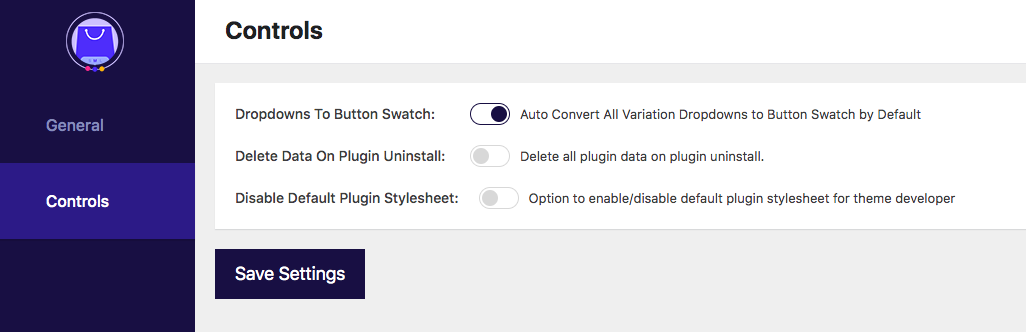 Controls
General
Controls
Dropdowns To Button Swatch: Auto Convert All Variation Dropdowns to Button Swatch by Default
Delete Data On Plugin Uninstall: Delete all plugin data on plugin uninstall.
Disable Default Plugin Stylesheet: Option to enable/disable default plugin stylesheet for theme developer
Save Settings